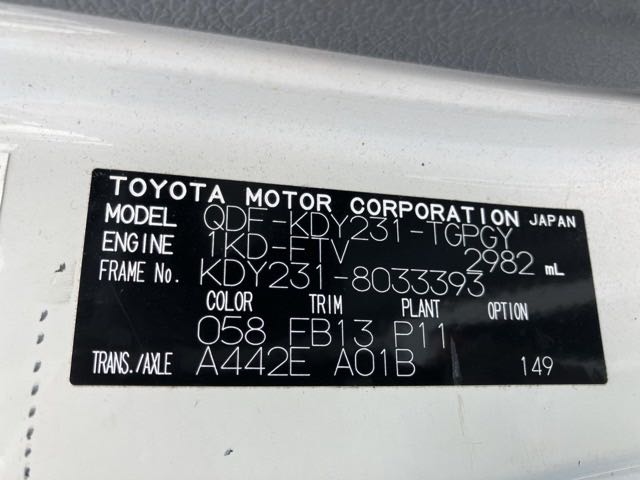 TOYOTA MOTOR CORPORATION JAPAN
MODEL QDF-KDY231-TGPGY
ENGINE 1KD-FTV 2982 mL
FRAME No. KDY231-8033393
COLOR TRIM PLANT OPTION
058 FB13 P11
TRANS./AXLE A442E A01B 149